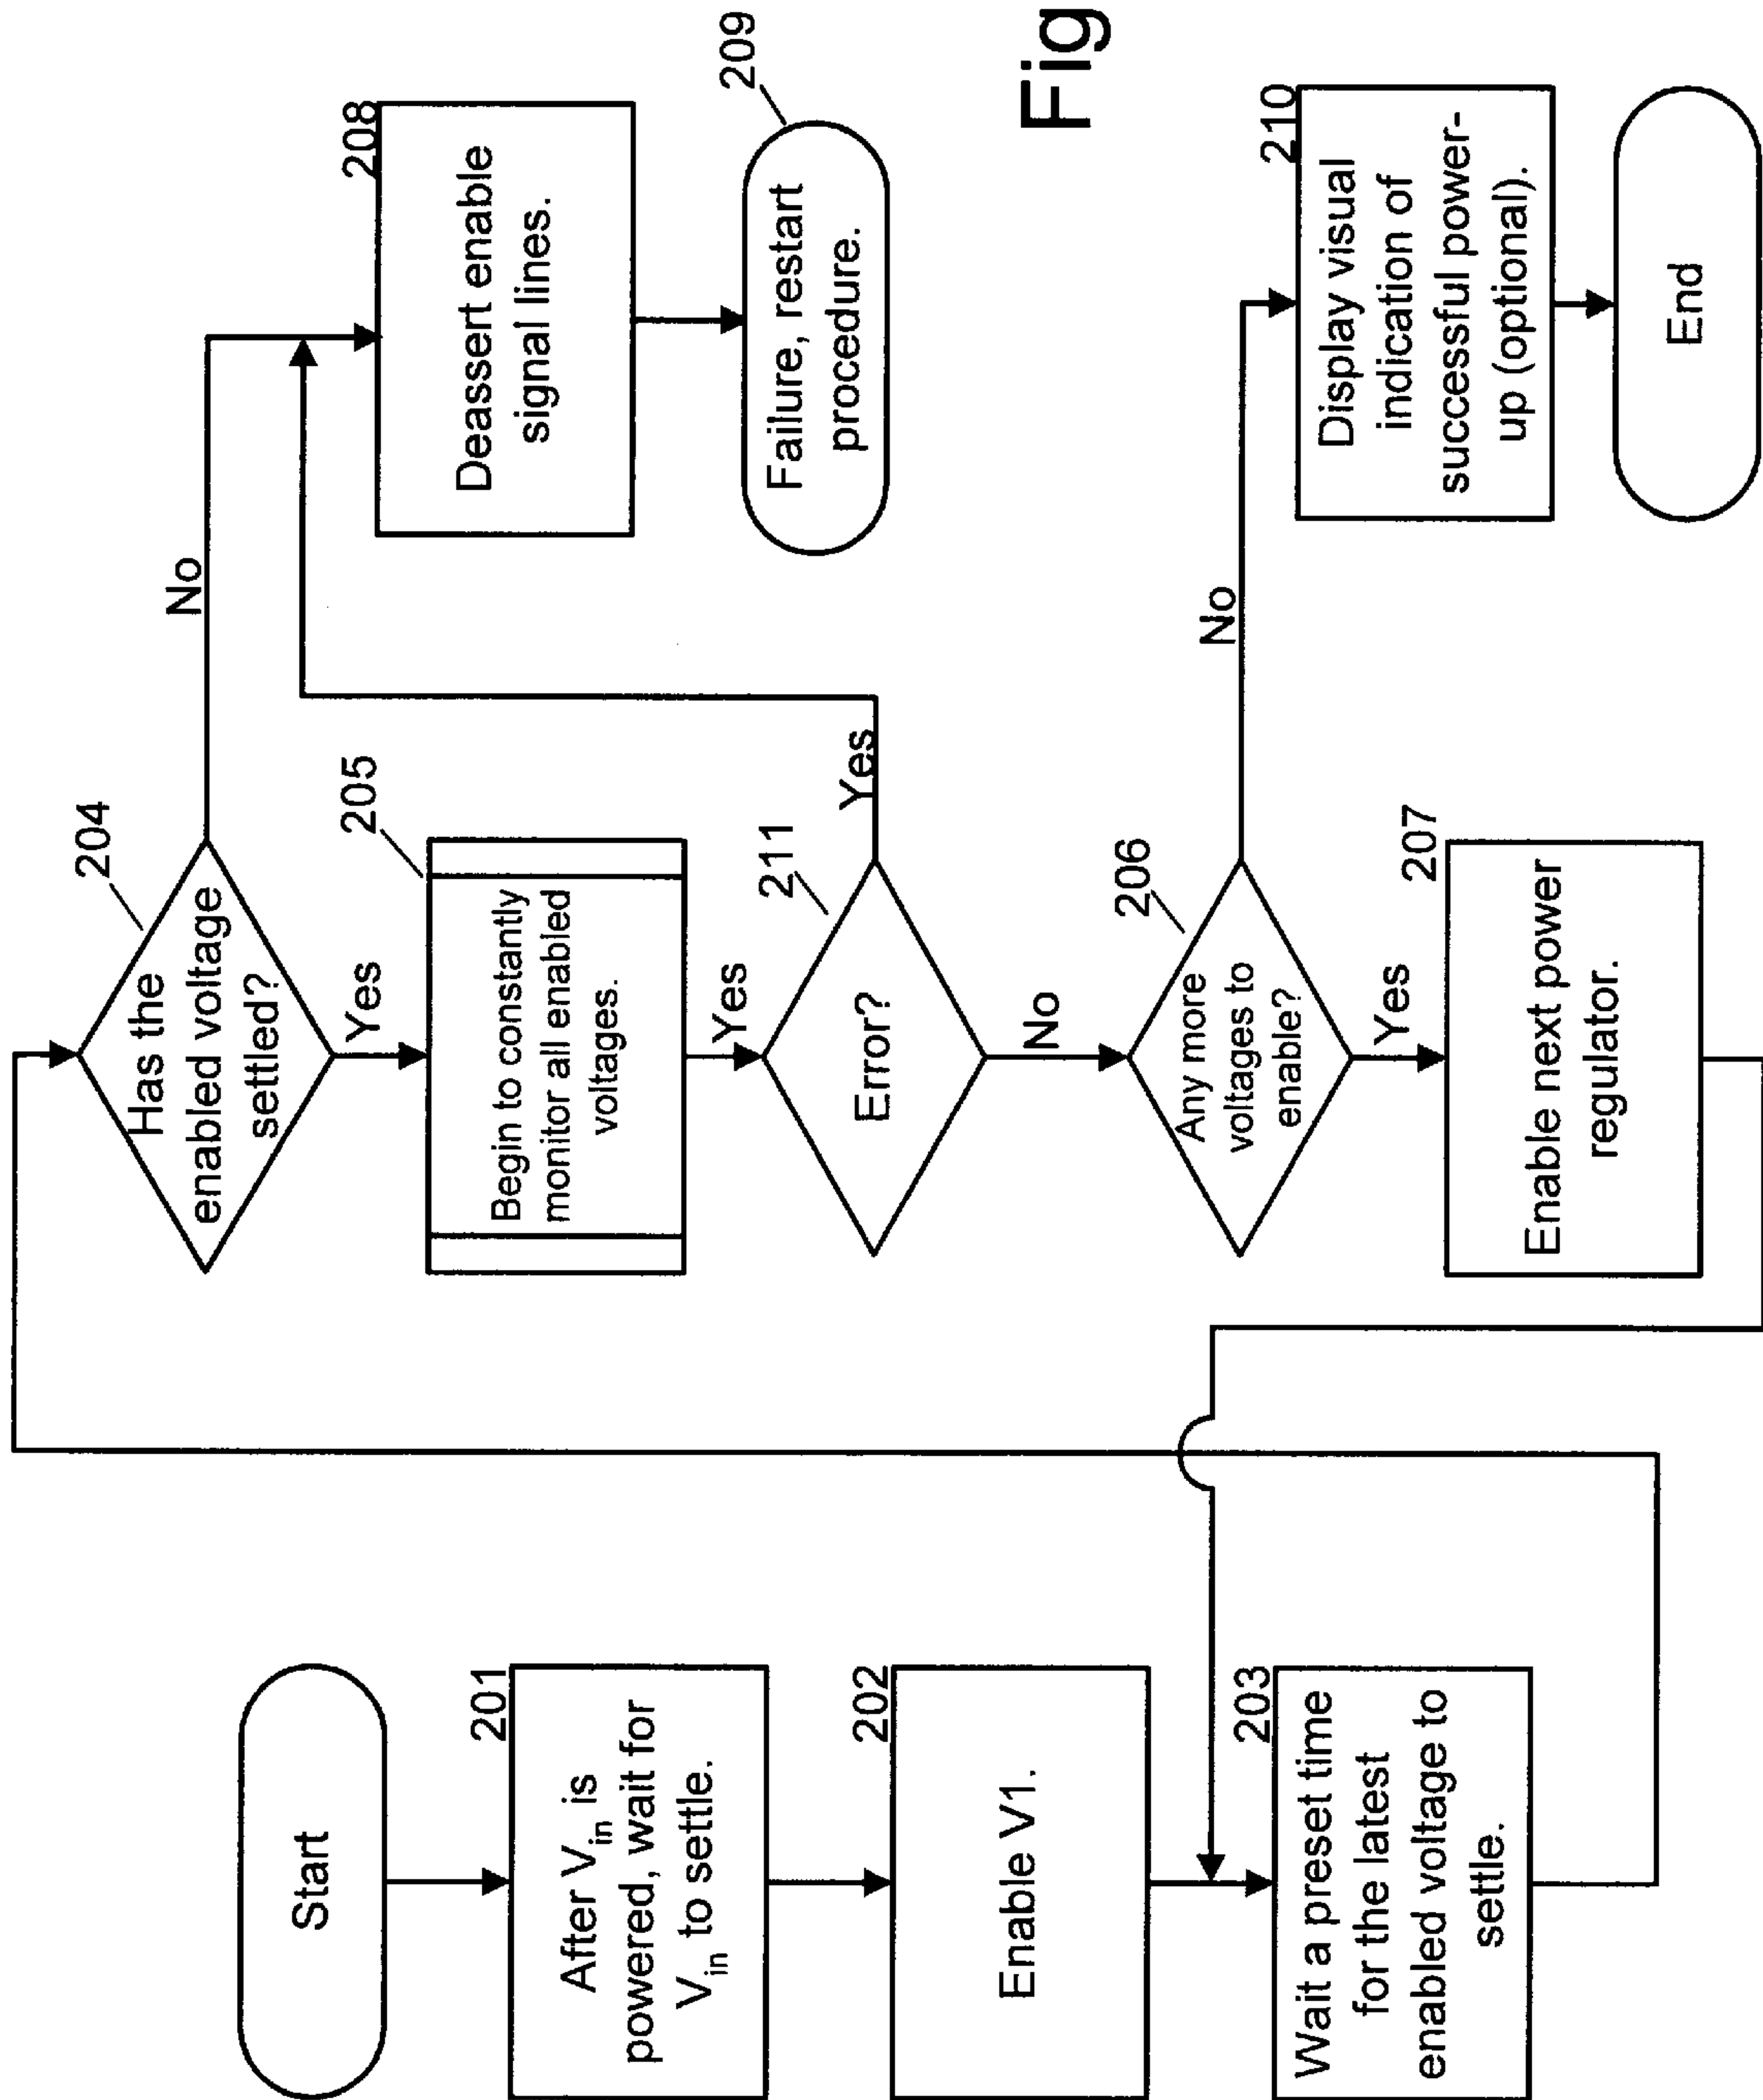 Start
201
After Vin is
powered, wait for
Vin to settle.
202
Enable V1.
203
Wait a preset time
for the latest
enabled voltage to
settle.
204
Has the
enabled voltage
settled?
No
Yes
205
Begin to constantly
monitor all enabled
voltages.
Yes
211
Error?
Yes
No
206
Any more
voltages to
enable?
No
Yes
207
Enable next power
regulator.
208
Deassert enable
signal lines.
209
Failure, restart
procedure.
210
Display visual
indication of
successful power-
up (optional).
End
Fig